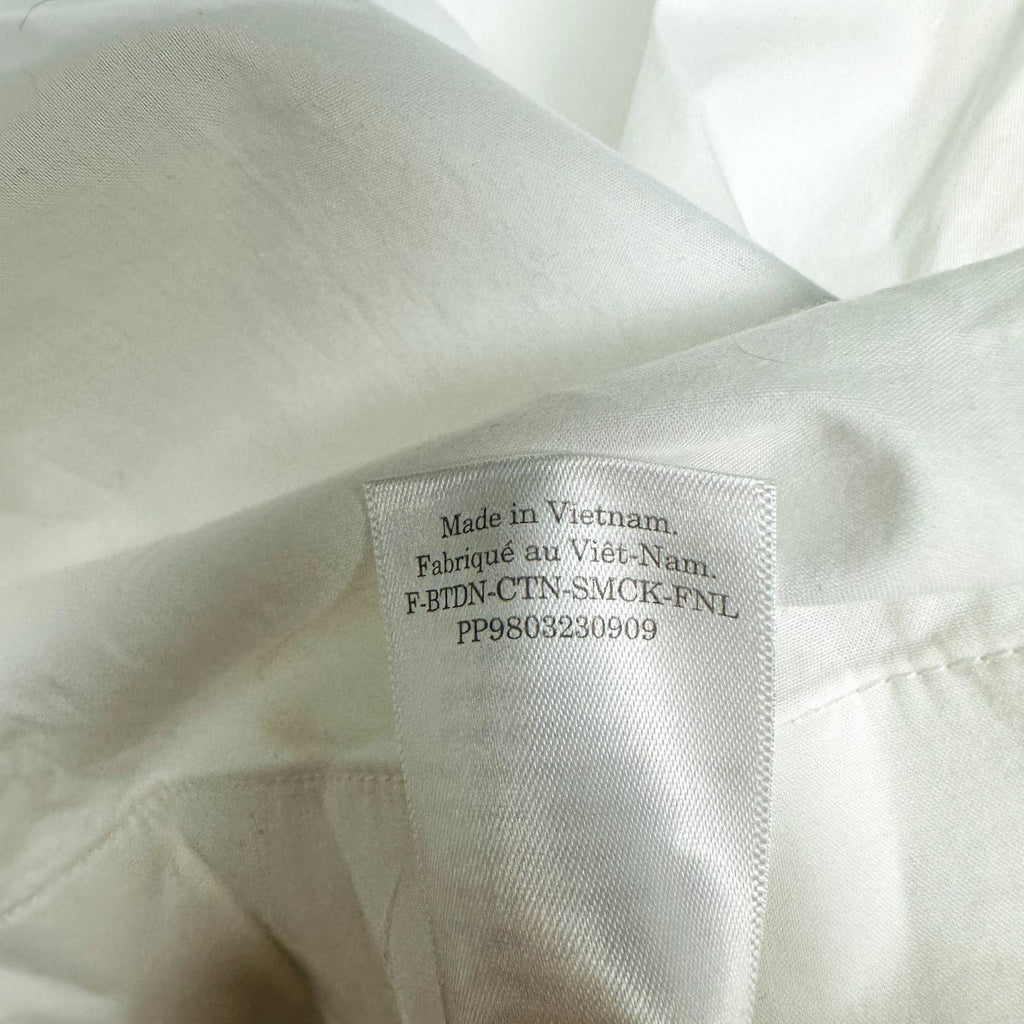 Made in Vietnam.
Fabriqué au Viêt-Nam.
F-BTDN-CTN-SMCK-FNL
PP9803230909